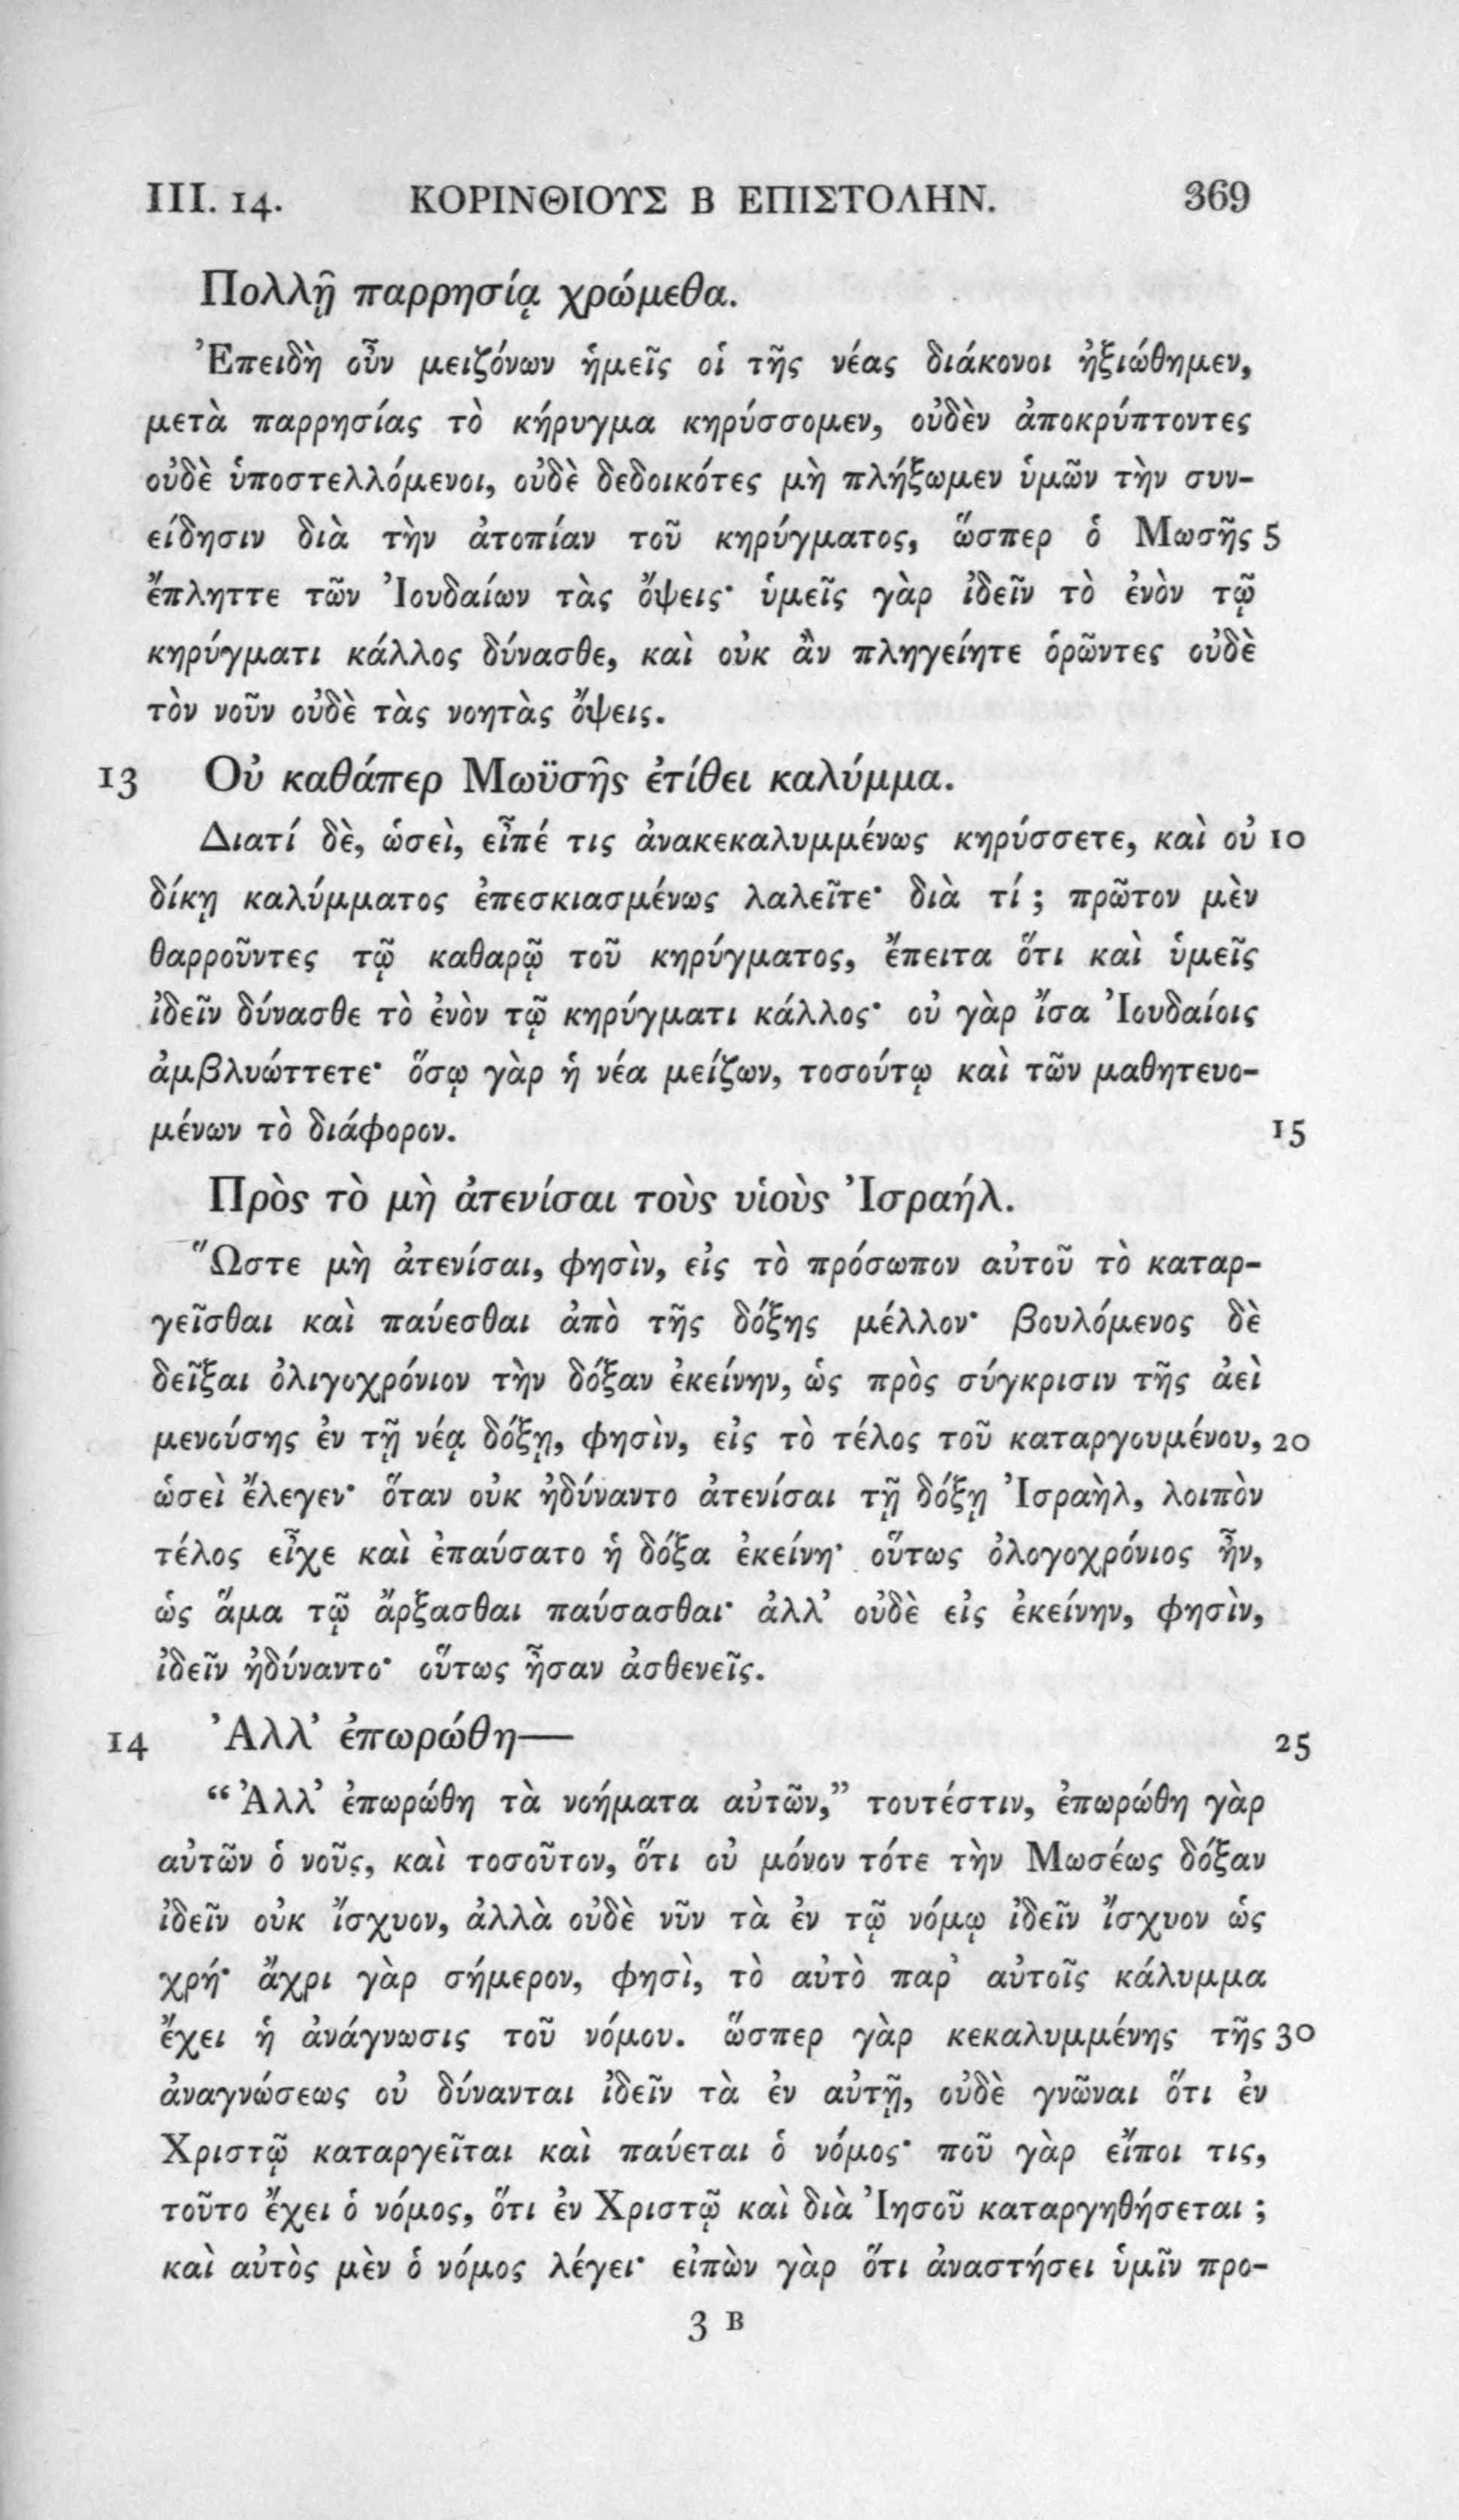 III. 14. ΚΟΡΙΝΘΙΟΥΣ Β ΕΠΙΣΤΟΛΗΝ. 369
Πολλῇ παρρησίᾳ χρώμεθα.
Ἐπειδὴ οὖν μειζόνων ἡμεῖς οἱ τῆς νέας διάκονοι ἠξιώθημεν,
μετὰ παρρησίας τὸ κήρυγμα κηρύσσομεν, οὐδὲν ἀποκρύπτοντες
οὐδὲ ὑποστελλόμενοι, οὐδὲ δεδοικότες μὴ πλήξωμεν ὑμῶν τὴν συν-
είδησιν διὰ τὴν ἀτοπίαν τοῦ κηρύγματος, ὥσπερ ὁ Μωσῆς 5
ἔπληττε τῶν Ἰουδαίων τὰς ὄψεις· ὑμεῖς γὰρ ἰδεῖν τὸ ἐνὸν τῷ
κηρύγματι κάλλος δύνασθε, καὶ οὐκ ἂν πληγείητε ὁρῶντες οὐδὲ
τὸν νοῦν οὐδὲ τὰς νοητὰς ὄψεις.
13 Οὐ καθάπερ Μωϋσῆς ἐτίθει καλύμμα.
Διατί δὲ, ὡσεὶ, εἶπέ τις ἀνακεκαλυμμένως κηρύσσετε, καὶ οὐ 10
δίκῃ καλύμματος ἐπεσκιασμένως λαλεῖτε· διὰ τί ; πρῶτον μὲν
θαρροῦντες τῷ καθαρῷ τοῦ κηρύγματος, ἔπειτα ὅτι καὶ ὑμεῖς
ἰδεῖν δύνασθε τὸ ἐνὸν τῷ κηρύγματι κάλλος· οὐ γὰρ ἴσα Ἰουδαίοις
ἀμβλυώττετε· ὅσῳ γὰρ ἡ νέα μείζων, τοσούτῳ καὶ τῶν μαθητευο-
μένων τὸ διάφορον. 15
Πρὸς τὸ μὴ ἀτενίσαι τοὺς υἱοὺς Ἰσραήλ.
Ὥστε μὴ ἀτενίσαι, φησὶν, εἰς τὸ πρόσωπον αὐτοῦ τὸ καταρ-
γεῖσθαι καὶ παύεσθαι ἀπὸ τῆς δόξης μέλλον· βουλόμενος δὲ
δεῖξαι ὀλιγοχρόνιον τὴν δόξαν ἐκείνην, ὡς πρὸς σύγκρισιν τῆς ἀεὶ
μενούσης ἐν τῇ νέᾳ δόξῃ, φησὶν, εἰς τὸ τέλος τοῦ καταργουμένου, 20
ὡσεὶ ἔλεγεν· ὅταν οὐκ ἠδύναντο ἀτενίσαι τῇ δόξῃ Ἰσραὴλ, λοιπὸν
τέλος εἶχε καὶ ἐπαύσατο ἡ δόξα ἐκείνη· οὕτως ὀλογοχρόνιος ἦν,
ὡς ἅμα τῷ ἄρξασθαι παύσασθαι· ἀλλ’ οὐδὲ εἰς ἐκείνην, φησὶν,
ἰδεῖν ἠδύναντο· οὕτως ἦσαν ἀσθενεῖς.
14 Ἀλλ’ ἐπωρώθη— 25
“Ἀλλ’ ἐπωρώθη τὰ νοήματα αὐτῶν,” τουτέστιν, ἐπωρώθη γὰρ
αὐτῶν ὁ νοῦς, καὶ τοσοῦτον, ὅτι οὐ μόνον τότε τὴν Μωσέως δόξαν
ἰδεῖν οὐκ ἴσχυον, ἀλλὰ οὐδὲ νῦν τὰ ἐν τῷ νόμῳ ἰδεῖν ἴσχυον ὡς
χρή· ἄχρι γὰρ σήμερον, φησὶ, τὸ αὐτὸ παρ’ αὐτοῖς κάλυμμα
ἔχει ἡ ἀνάγνωσις τοῦ νόμου. ὥσπερ γὰρ κεκαλυμμένης τῆς 30
ἀναγνώσεως οὐ δύνανται ἰδεῖν τὰ ἐν αὐτῇ, οὐδὲ γνῶναι ὅτι ἐν
Χριστῷ καταργεῖται καὶ παύεται ὁ νόμος· ποῦ γὰρ εἴποι τις,
τοῦτο ἔχει ὁ νόμος, ὅτι ἐν Χριστῷ καὶ διὰ Ἰησοῦ καταργηθήσεται ;
καὶ αὐτὸς μὲν ὁ νόμος λέγει· εἰπὼν γὰρ ὅτι ἀναστήσει ὑμῖν προ-
3 B